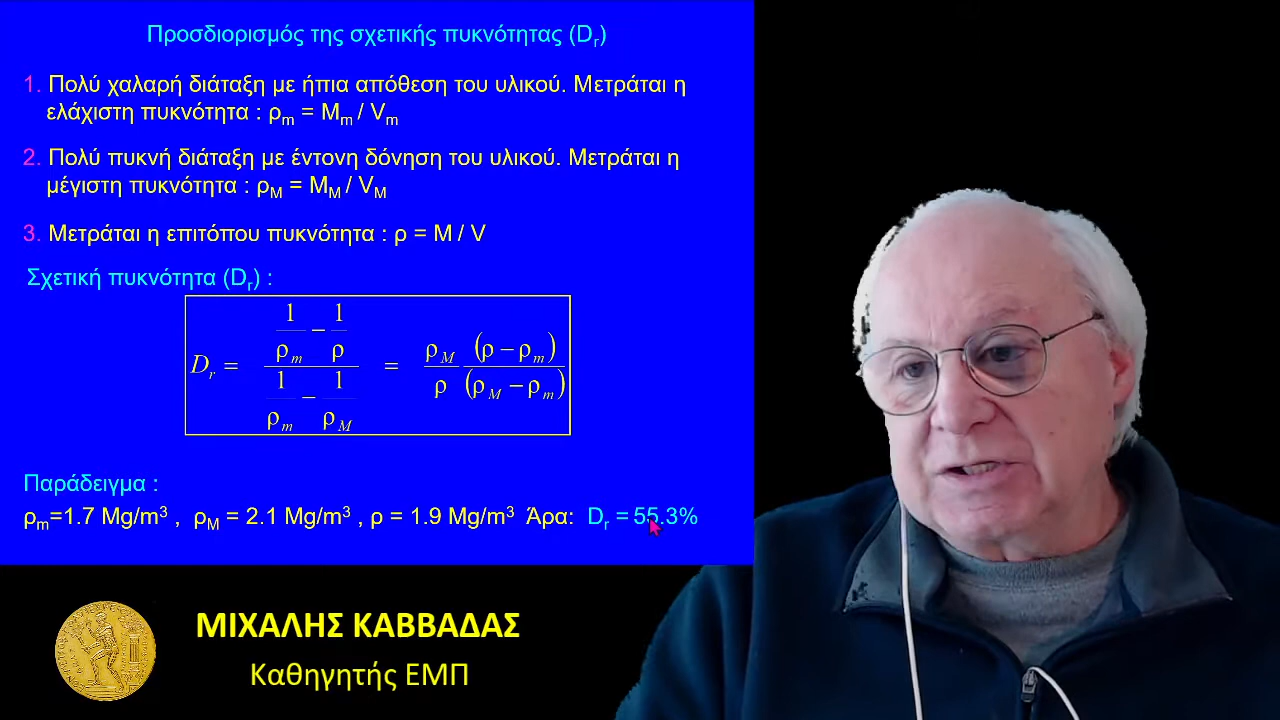 Προσδιορισμός της σχετικής πυκνότητας (Dr)
1. Πολύ χαλαρή διάταξη με ήπια απόθεση του υλικού. Μετράται η
ελάχιστη πυκνότητα : ρm = Mm / Vm
2. Πολύ πυκνή διάταξη με έντονη δόνηση του υλικού. Μετράται η
μέγιστη πυκνότητα : ρM = MM / VM
3. Μετράται η επιτόπου πυκνότητα : ρ = M / V
Σχετική πυκνότητα (Dr) :
Dr = (1/ρm − 1/ρ) / (1/ρm − 1/ρM) = ρM/ρ (ρ − ρm)/(ρM − ρm)
Παράδειγμα :
ρm=1.7 Mg/m³ , ρM = 2.1 Mg/m³ , ρ = 1.9 Mg/m³ Άρα: Dr = 55.3%
ΜΙΧΑΛΗΣ ΚΑΒΒΑΔΑΣ
Καθηγητής ΕΜΠ